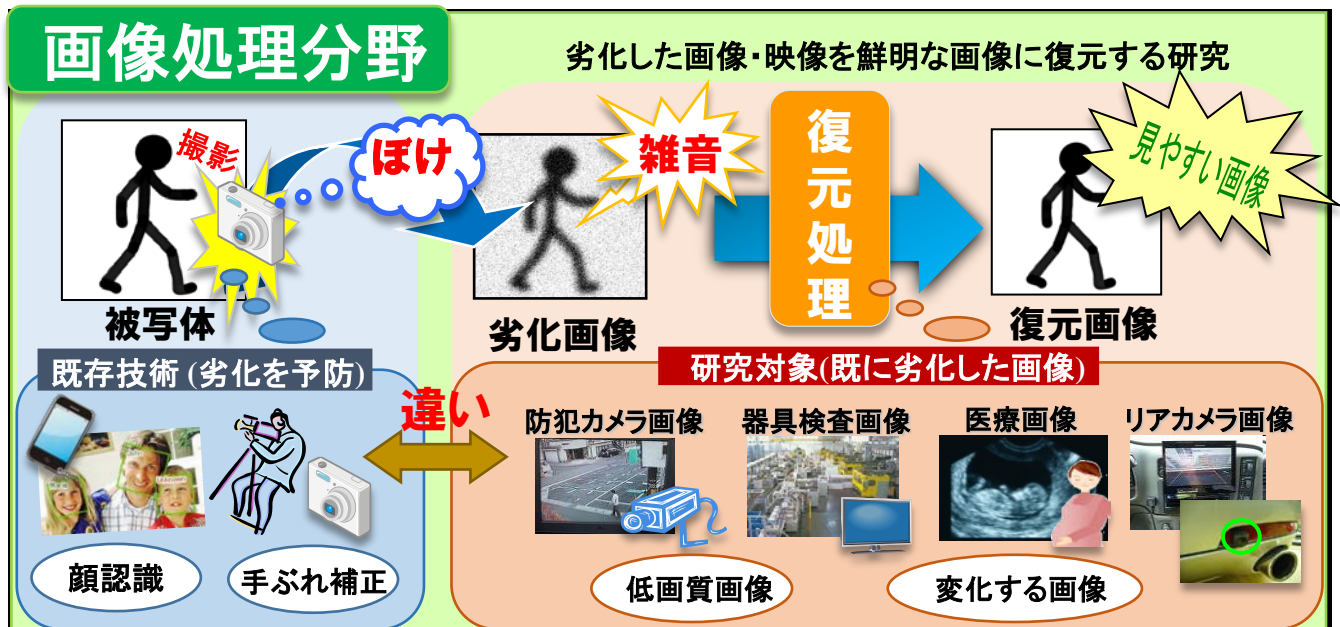 画像処理分野
劣化した画像・映像を鮮明な画像に復元する研究
撮影
ぼけ
雑音
復元処理
見やすい画像
被写体
劣化画像
復元画像
既存技術 (劣化を予防)
研究対象(既に劣化した画像)
違い
防犯カメラ画像
器具検査画像
医療画像
リアカメラ画像
顔認識
手ぶれ補正
低画質画像
変化する画像